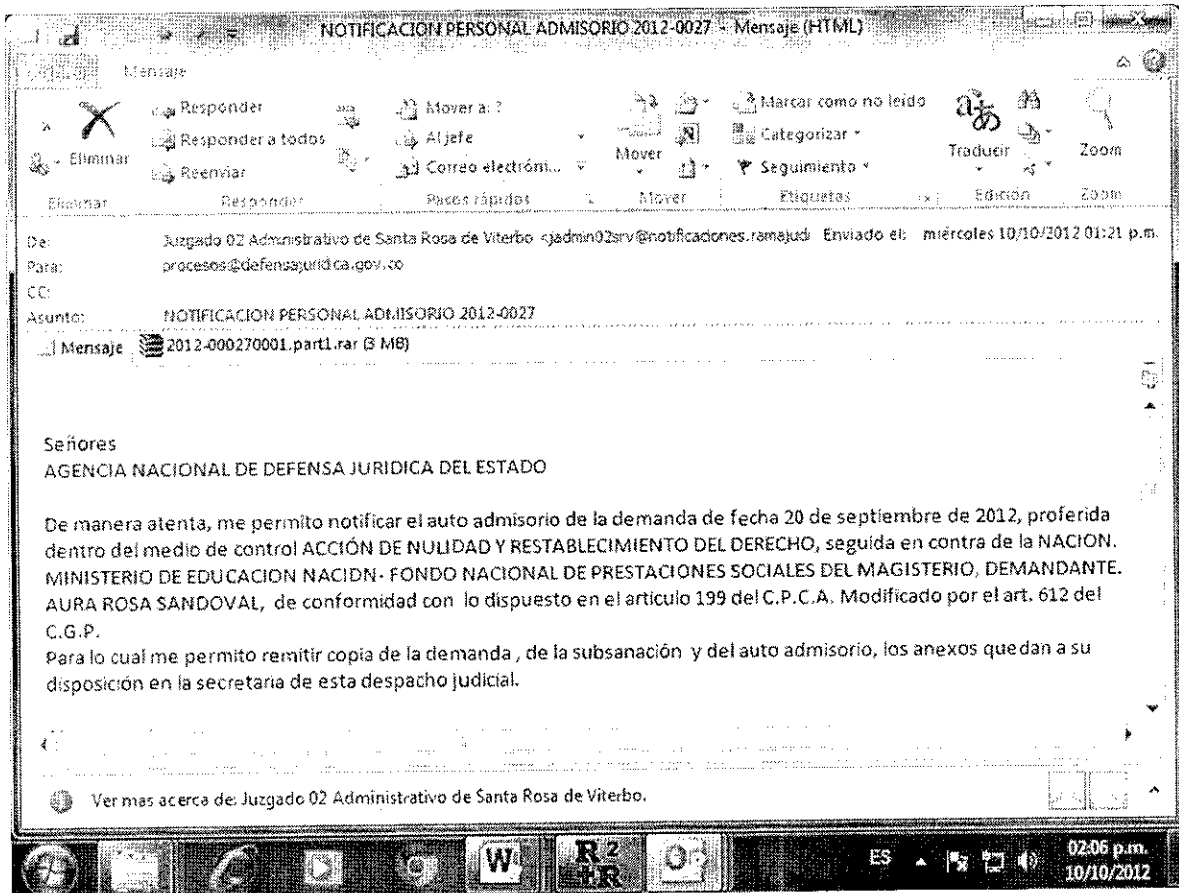 NOTIFICACION PERSONAL ADMISORIO 2012-0027 - Mensaje (HTML)
Mensaje
Eliminar
Responder
Responder a todos
Reenviar
Mover a: ?
Al jefe
Correo electróni...
Mover
Marcar como no leído
Categorizar
Seguimiento
Traducir
Zoom
Eliminar Responder Pasos rápidos Mover Etiquetas Edición Zoom
De: Juzgado 02 Administrativo de Santa Rosa de Viterbo <jadmin02srv@notificaciones.ramajudi Enviado el: miércoles 10/10/2012 01:21 p.m.
Para: procesos@defensajuridica.gov.co
CC:
Asunto: NOTIFICACION PERSONAL ADMISORIO 2012-0027
Mensaje 2012-000270001.part1.rar (3 MB)
Señores
AGENCIA NACIONAL DE DEFENSA JURIDICA DEL ESTADO
De manera atenta, me permito notificar el auto admisorio de la demanda de fecha 20 de septiembre de 2012, proferida
dentro del medio de control ACCIÓN DE NULIDAD Y RESTABLECIMIENTO DEL DERECHO, seguida en contra de la NACION.
MINISTERIO DE EDUCACION NACIDN- FONDO NACIONAL DE PRESTACIONES SOCIALES DEL MAGISTERIO, DEMANDANTE.
AURA ROSA SANDOVAL, de conformidad con lo dispuesto en el articulo 199 del C.P.C.A. Modificado por el art. 612 del
C.G.P.
Para lo cual me permito remitir copia de la demanda , de la subsanación y del auto admisorio, los anexos quedan a su
disposición en la secretaria de esta despacho judicial.
Ver mas acerca de: Juzgado 02 Administrativo de Santa Rosa de Viterbo.
W R2+R ES 02:06 p.m.
10/10/2012